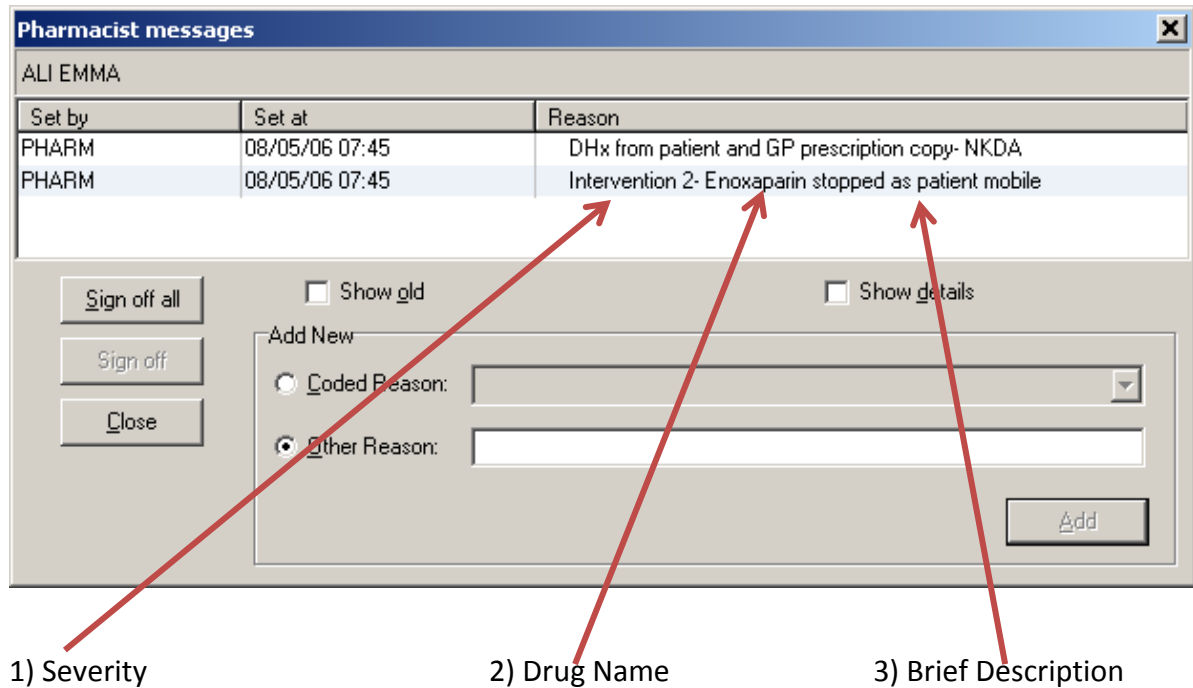 Pharmacist messages
ALI EMMA
Set by Set at Reason
PHARM 08/05/06 07:45 DHx from patient and GP prescription copy- NKDA
PHARM 08/05/06 07:45 Intervention 2- Enoxaparin stopped as patient mobile
Sign off all Show old Show details
Add New
Sign off
Coded Reason:
Close
Other Reason:
Add
1) Severity 2) Drug Name 3) Brief Description